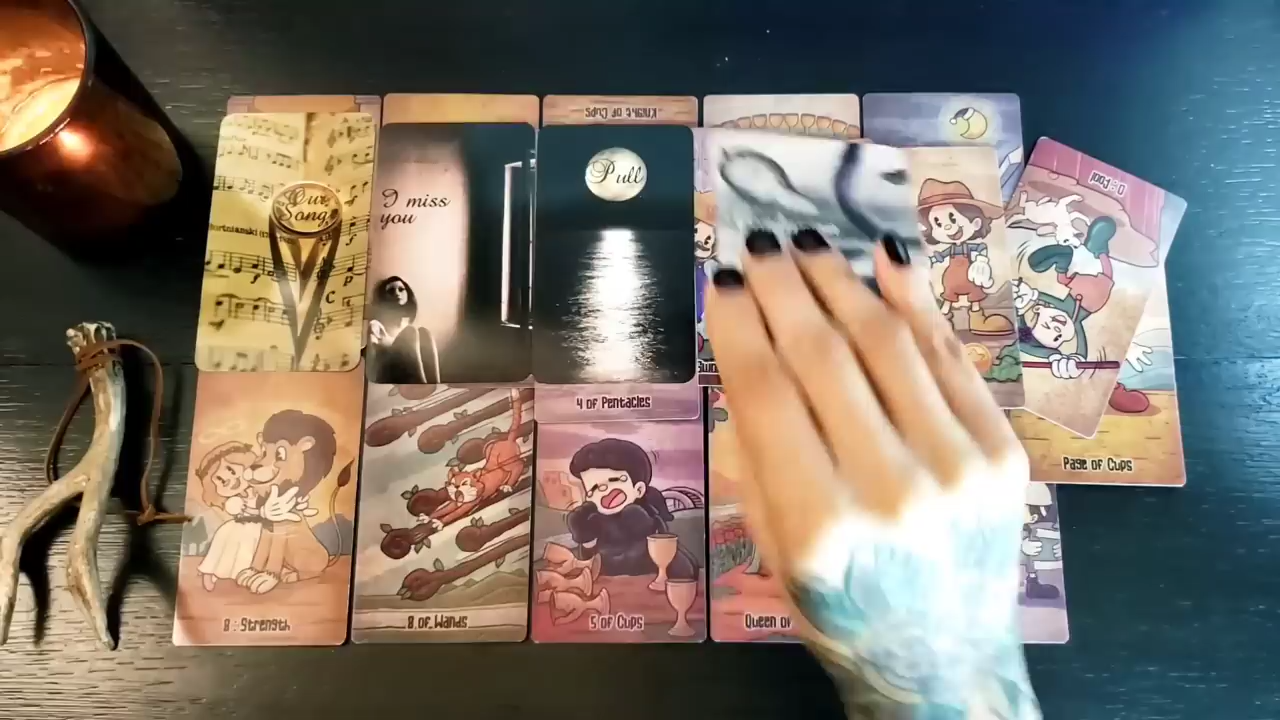 KNIGHT OF CUPS
Our
Song
I miss
you
Pull
0 : Fool
4 OF Pentacles
Page OF Cups
8 : Strength
8 OF Wands
5 OF Cups
Queen OF